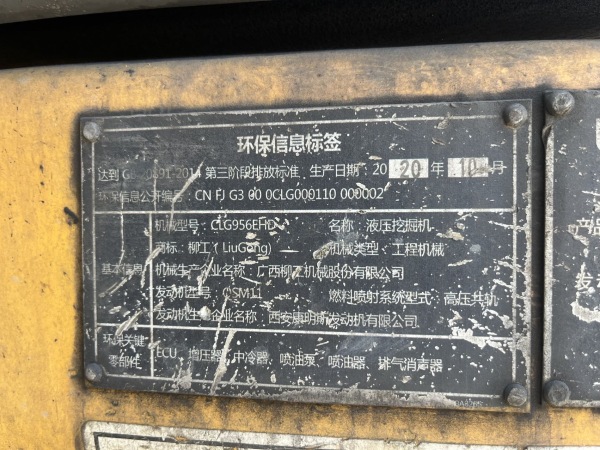 环保信息标签
达到 GB 20891-2014 第三阶段排放标准，生产日期：20 20 年 10 月
环保信息公开编号：CN FJ G3 00 0CLG000110 000002
机械型号：CLG956EHD 名称：液压挖掘机
商标：柳工（LiuGong） 机械类型：工程机械
基本信息 机械生产企业名称：广西柳工机械股份有限公司
发动机型号：QSM11 燃料喷射系统型式：高压共轨
发动机生产企业名称：西安康明斯发动机有限公司
环保关键 ECU，增压器，中冷器，喷油泵，喷油器，排气消声器
零部件
产品
发动